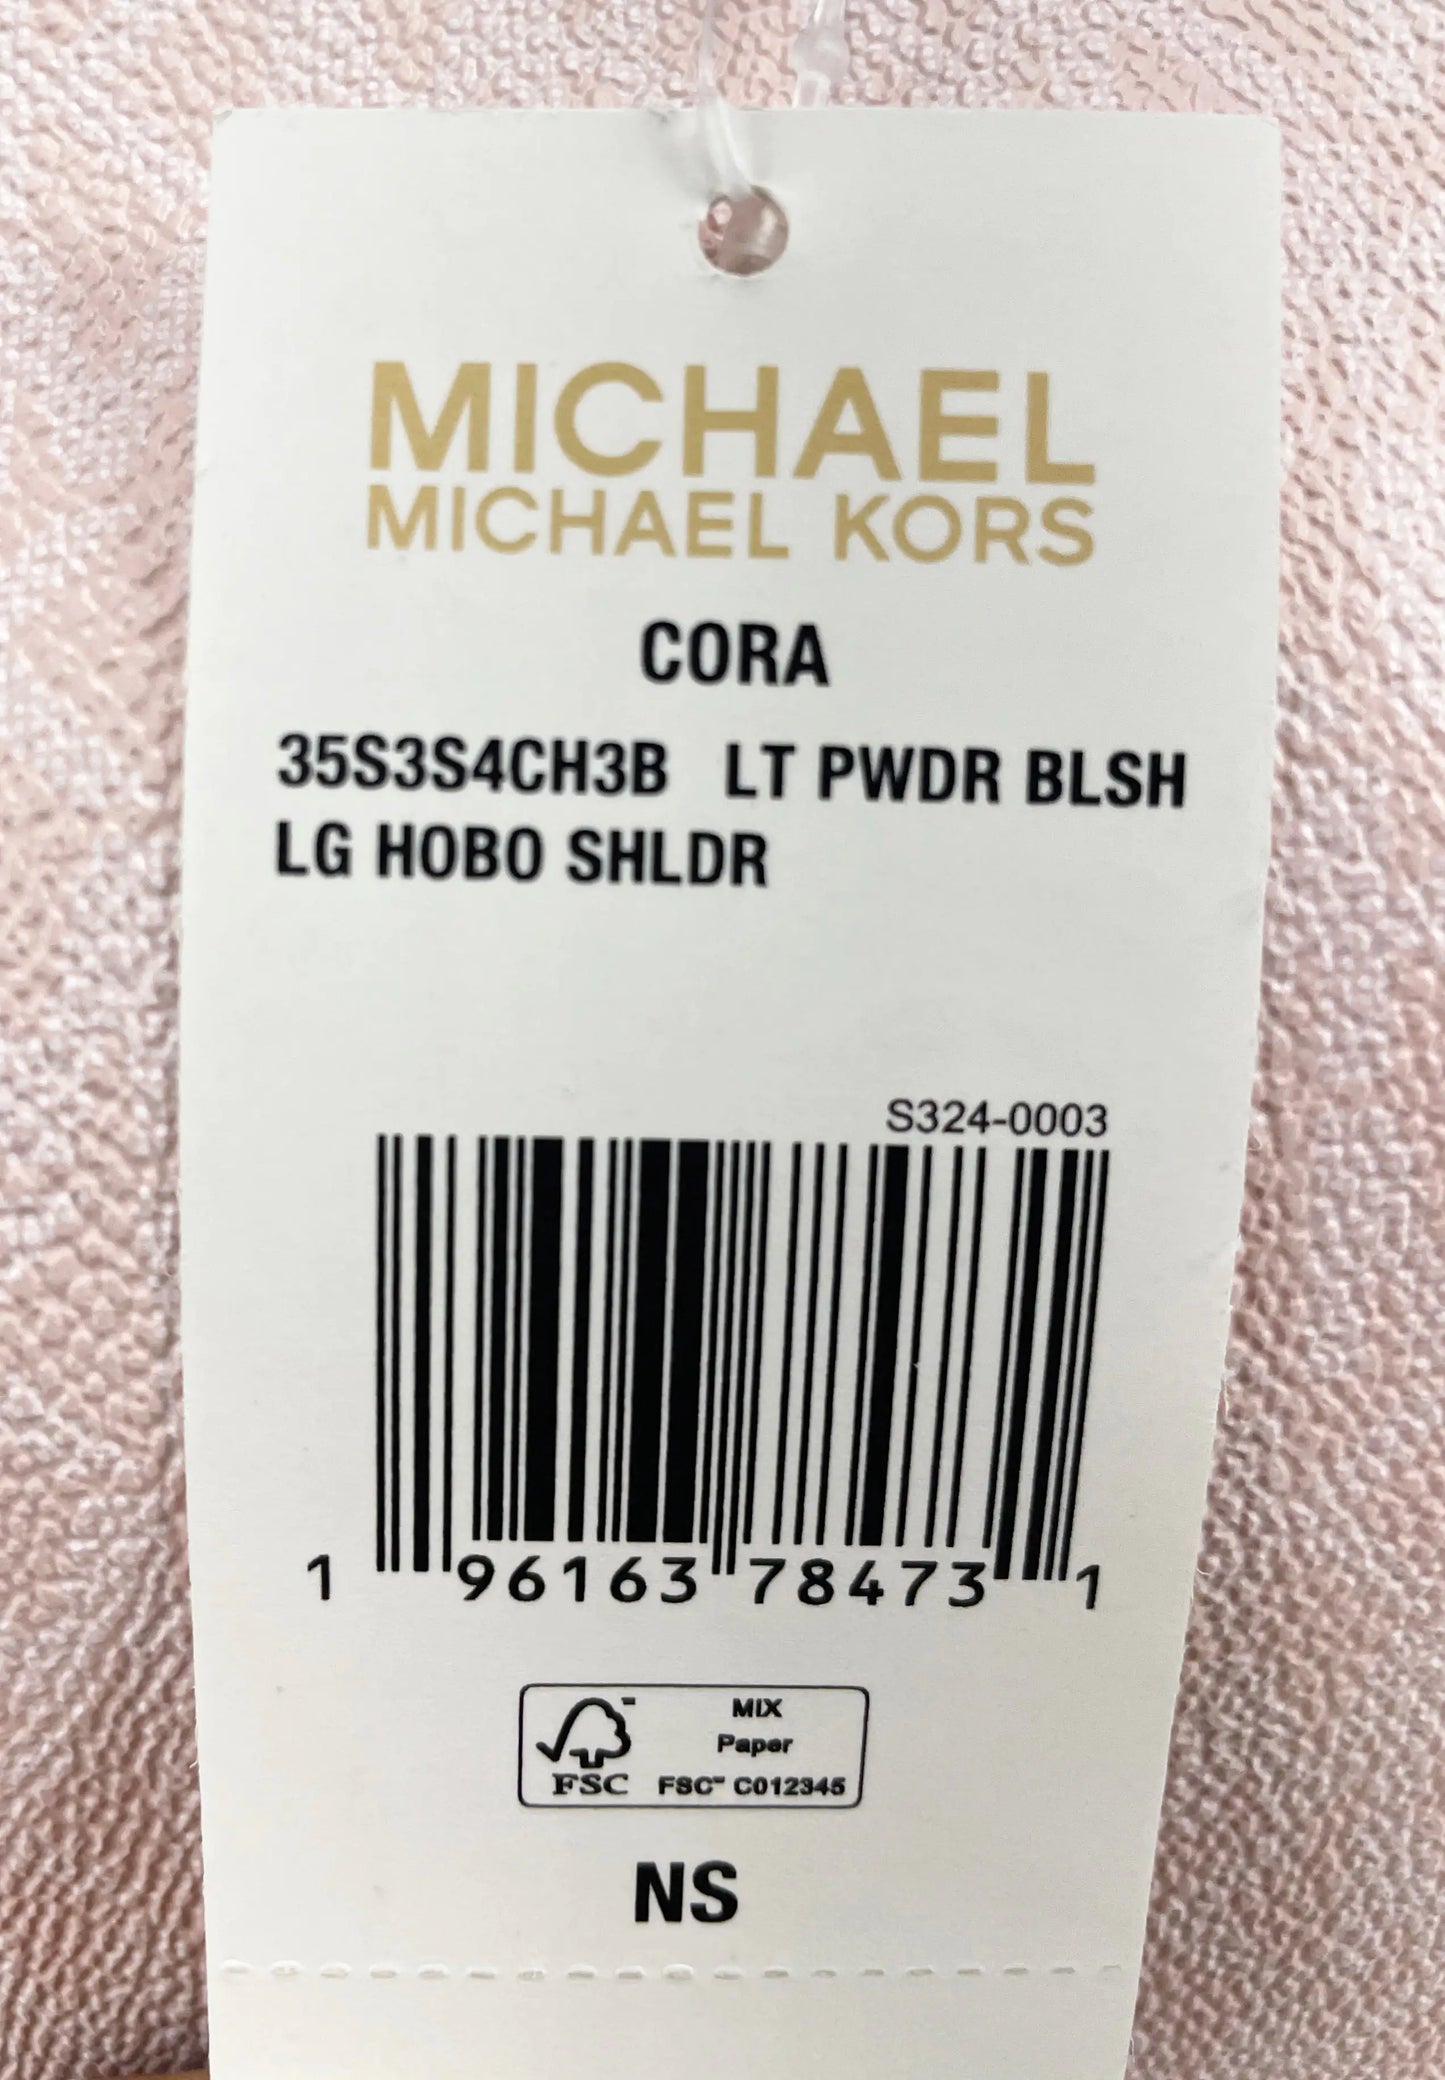 MICHAEL
MICHAEL KORS
CORA
35S3S4CH3B LT PWDR BLSH
LG HOBO SHLDR
S324-0003
1 96163 78473 1
FSC
MIX
Paper
FSC™ C012345
NS